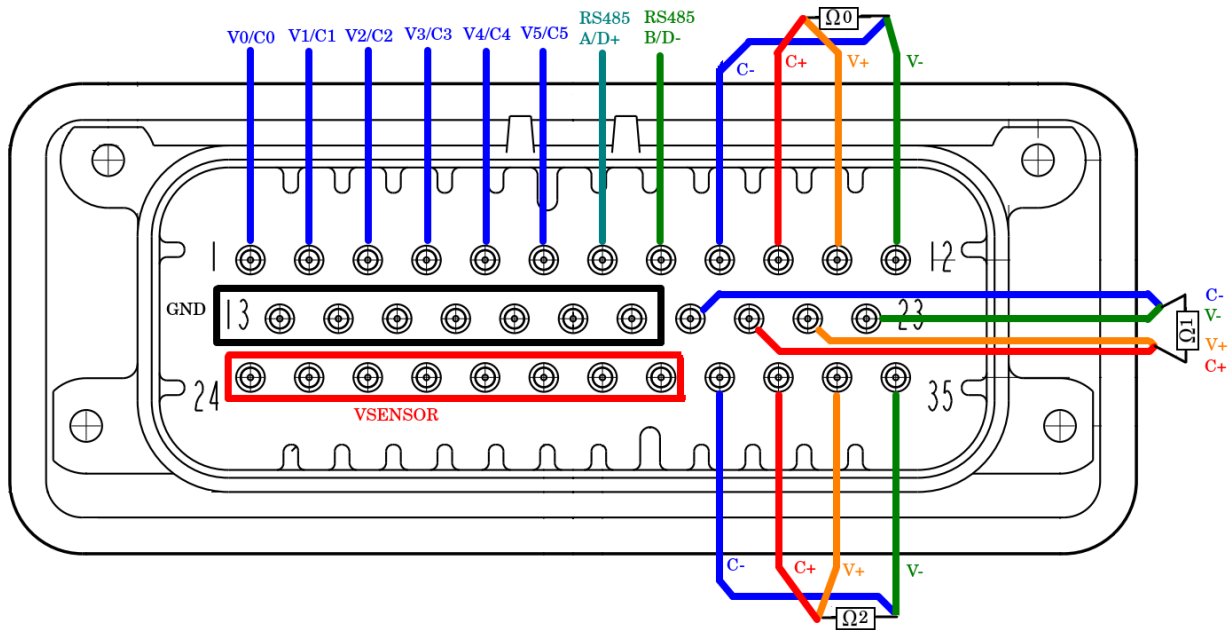 V0/C0 V1/C1 V2/C2 V3/C3 V4/C4 V5/C5 RS485 A/D+ RS485 B/D-
Ω0
C- C+ V+ V-
1 12
GND 13 23
C-
V-
Ω1
V+
C+
24 35
VSENSOR
C- C+ V+ V-
Ω2